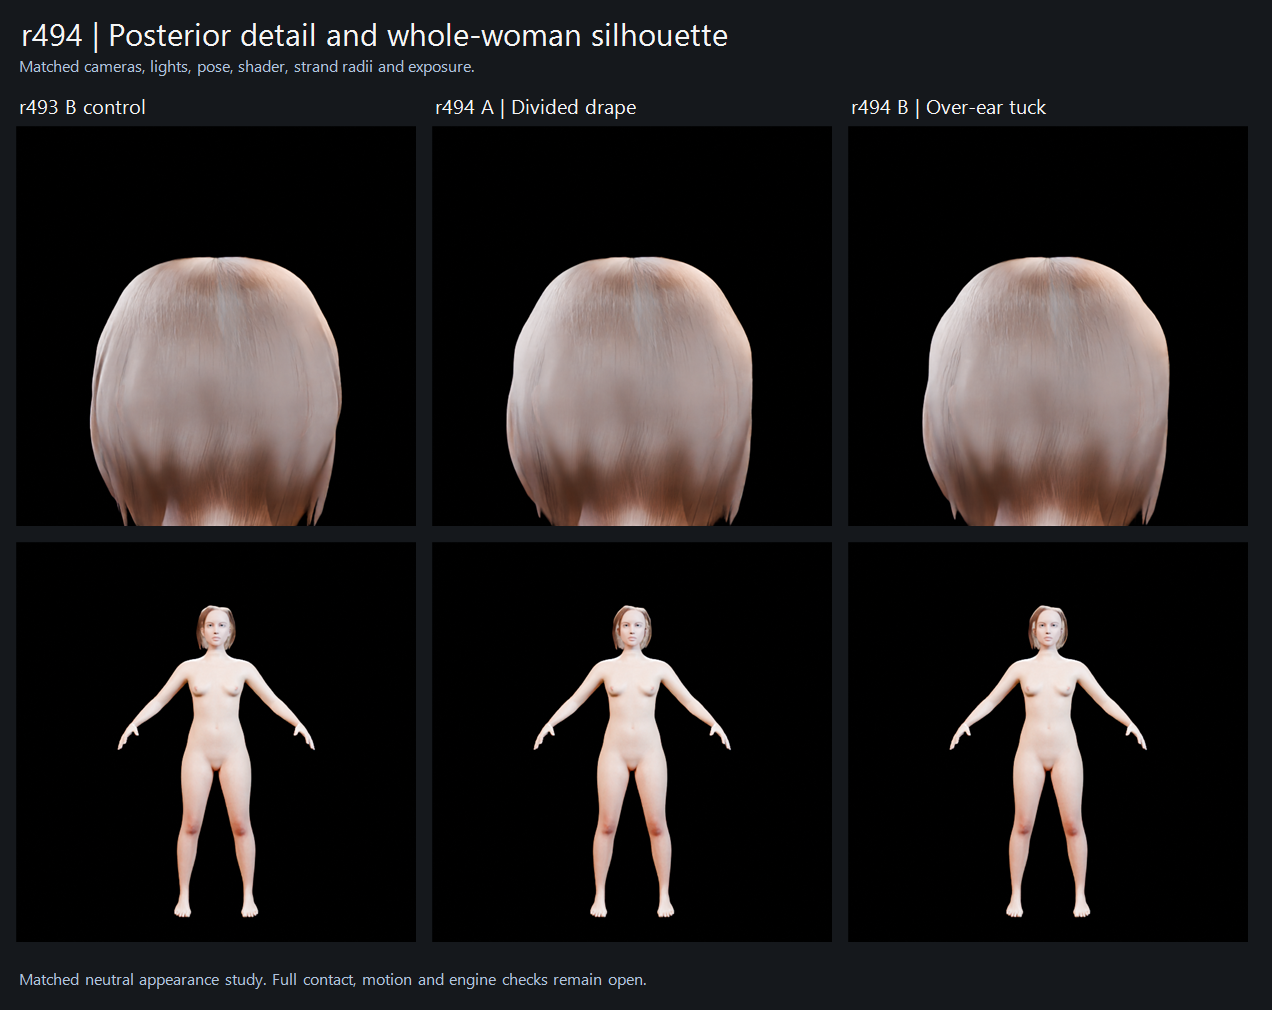 r494 | Posterior detail and whole-woman silhouette
Matched cameras, lights, pose, shader, strand radii and exposure.
r493 B control
r494 A | Divided drape
r494 B | Over-ear tuck
Matched neutral appearance study. Full contact, motion and engine checks remain open.